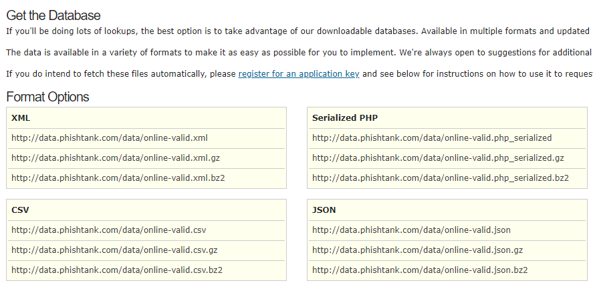 Get the Database
If you'll be doing lots of lookups, the best option is to take advantage of our downloadable databases. Available in multiple formats and updated
The data is available in a variety of formats to make it as easy as possible for you to implement. We're always open to suggestions for additional
If you do intend to fetch these files automatically, please register for an application key and see below for instructions on how to use it to reques
Format Options
XML
http://data.phishtank.com/data/online-valid.xml
http://data.phishtank.com/data/online-valid.xml.gz
http://data.phishtank.com/data/online-valid.xml.bz2
Serialized PHP
http://data.phishtank.com/data/online-valid.php_serialized
http://data.phishtank.com/data/online-valid.php_serialized.gz
http://data.phishtank.com/data/online-valid.php_serialized.bz2
CSV
http://data.phishtank.com/data/online-valid.csv
http://data.phishtank.com/data/online-valid.csv.gz
http://data.phishtank.com/data/online-valid.csv.bz2
JSON
http://data.phishtank.com/data/online-valid.json
http://data.phishtank.com/data/online-valid.json.gz
http://data.phishtank.com/data/online-valid.json.bz2